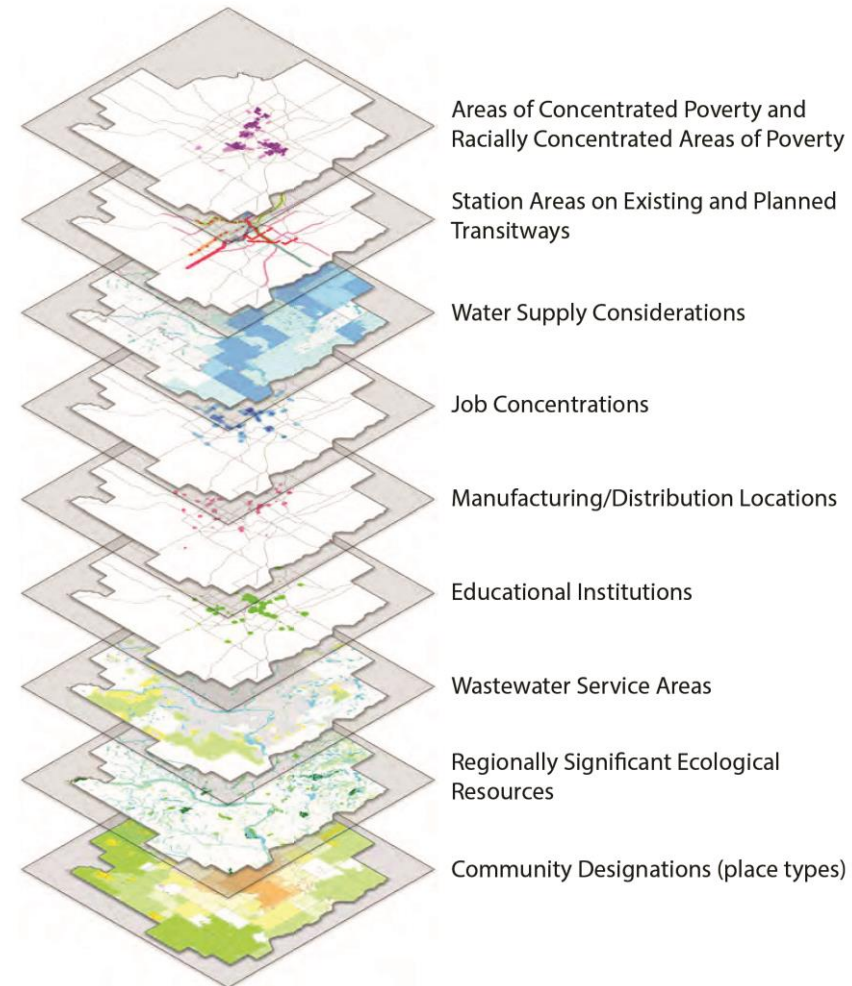 Areas of Concentrated Poverty and
Racially Concentrated Areas of Poverty
Station Areas on Existing and Planned
Transitways
Water Supply Considerations
Job Concentrations
Manufacturing/Distribution Locations
Educational Institutions
Wastewater Service Areas
Regionally Significant Ecological
Resources
Community Designations (place types)